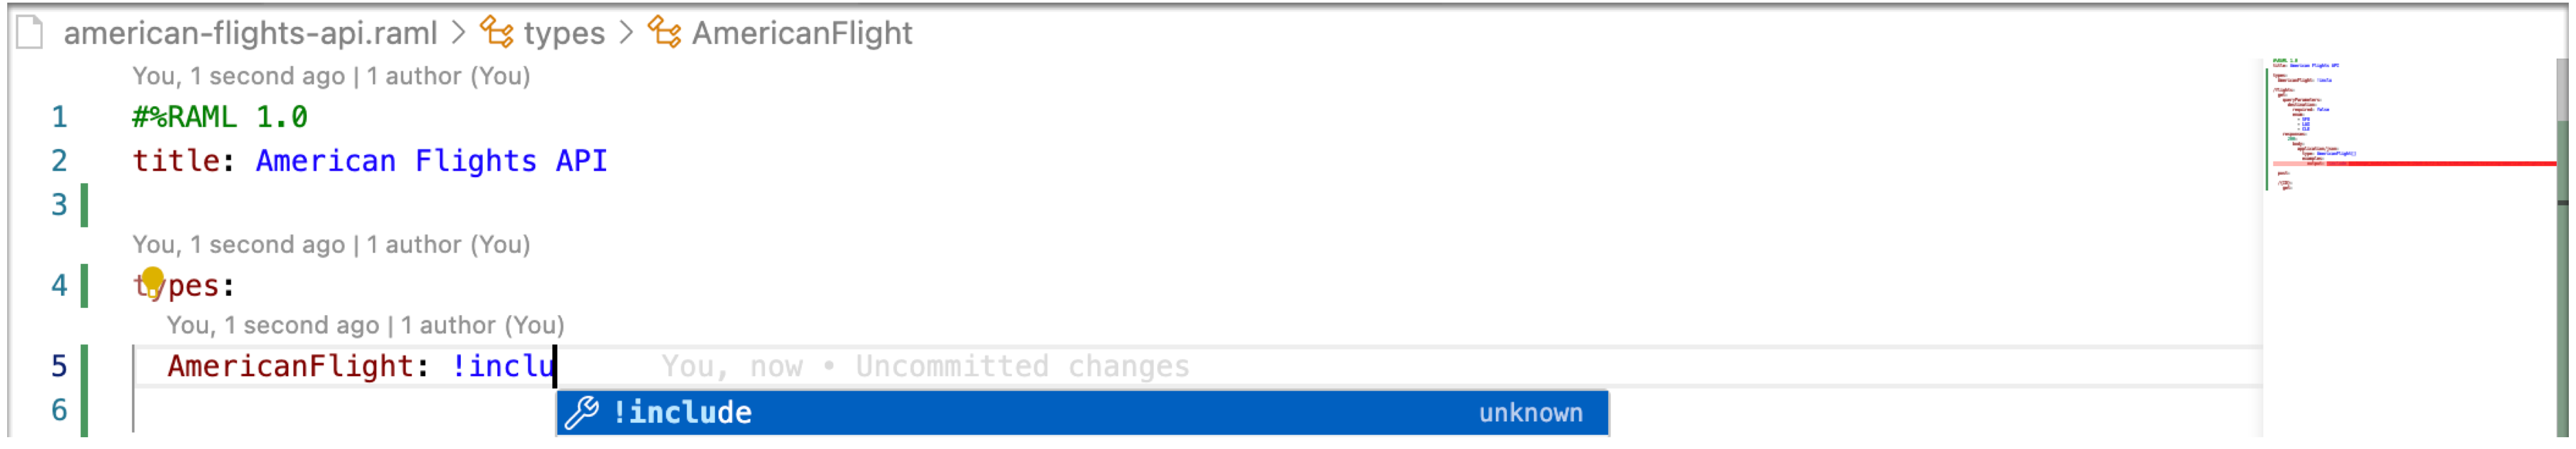 american-flights-api.raml > types > AmericanFlight
You, 1 second ago | 1 author (You)
1 #%RAML 1.0
2 title: American Flights API
3
You, 1 second ago | 1 author (You)
4 types:
You, 1 second ago | 1 author (You)
5 AmericanFlight: !inclu You, now • Uncommitted changes
!include unknown
6